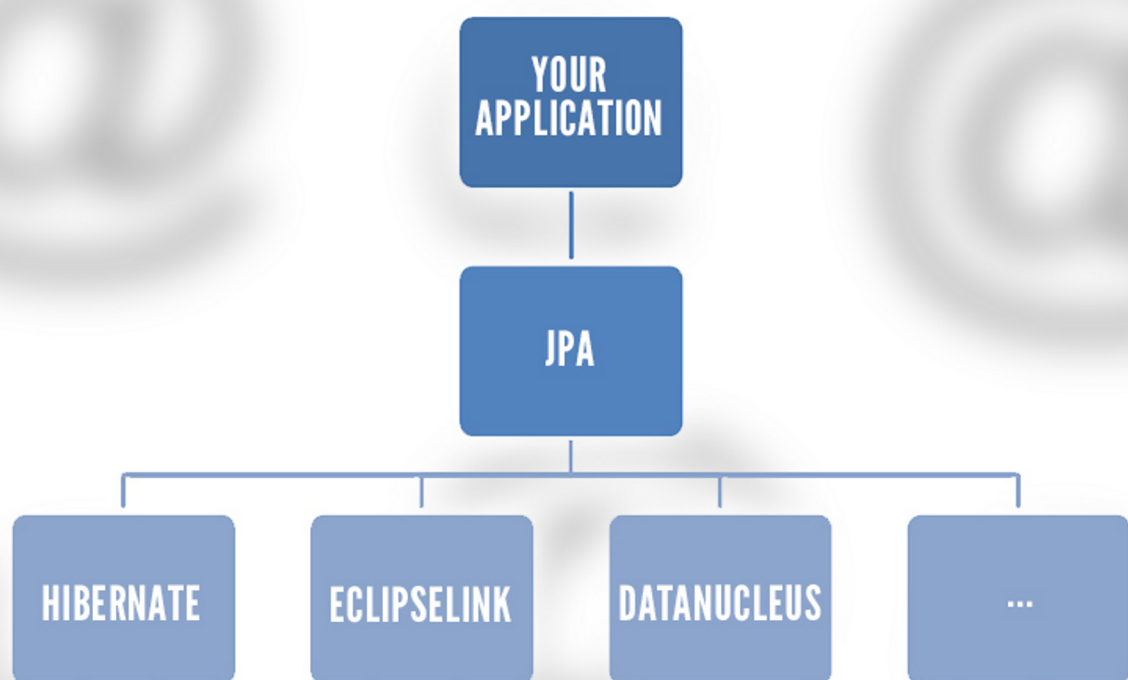 YOUR
APPLICATION
JPA
HIBERNATE
ECLIPSELINK
DATANUCLEUS
...